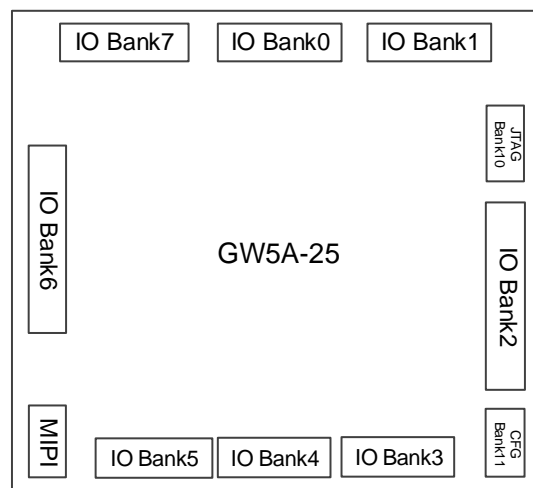 IO Bank7
IO Bank0
IO Bank1
JTAG
Bank10
IO Bank6
GW5A-25
IO Bank2
MIPI
IO Bank5
IO Bank4
IO Bank3
CFG
Bank11